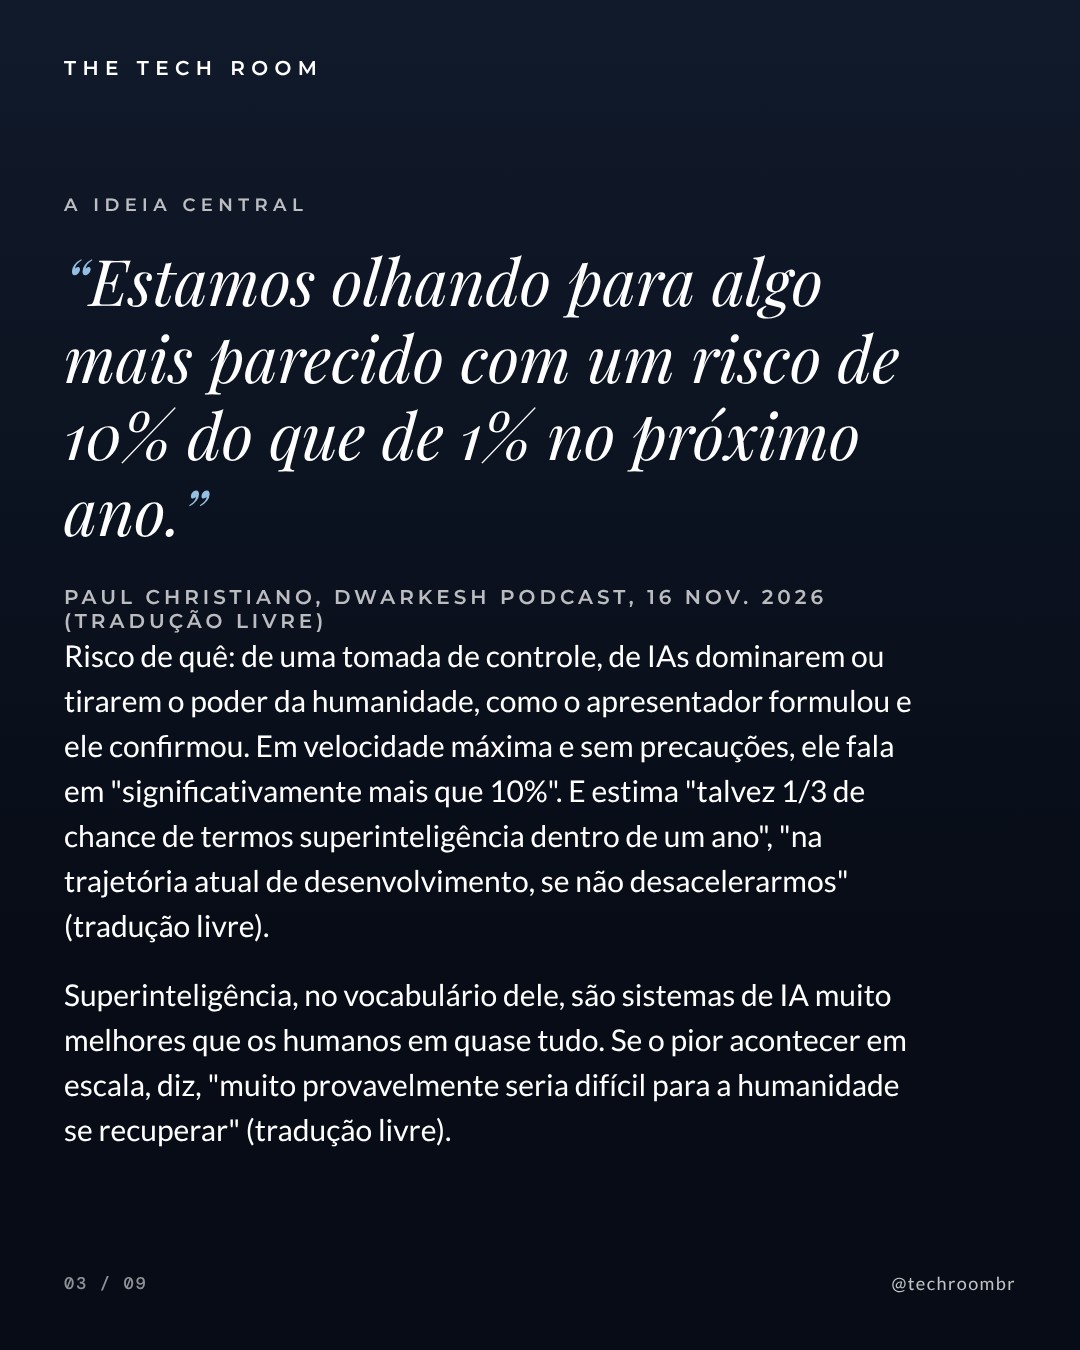 THE TECH ROOM
A IDEIA CENTRAL
“Estamos olhando para algo
mais parecido com um risco de
10% do que de 1% no próximo
ano.”
PAUL CHRISTIANO, DWARKESH PODCAST, 16 NOV. 2026
(TRADUÇÃO LIVRE)
Risco de quê: de uma tomada de controle, de IAs dominarem ou
tirarem o poder da humanidade, como o apresentador formulou e
ele confirmou. Em velocidade máxima e sem precauções, ele fala
em "significativamente mais que 10%". E estima "talvez 1/3 de
chance de termos superinteligência dentro de um ano", "na
trajetória atual de desenvolvimento, se não desacelerarmos"
(tradução livre).
Superinteligência, no vocabulário dele, são sistemas de IA muito
melhores que os humanos em quase tudo. Se o pior acontecer em
escala, diz, "muito provavelmente seria difícil para a humanidade
se recuperar" (tradução livre).
03 / 09
@techroombr